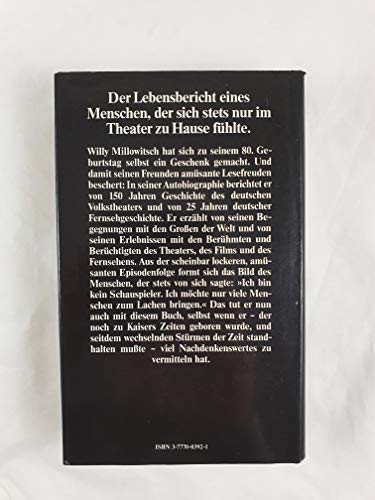 Der Lebensbericht eines
Menschen, der sich stets nur im
Theater zu Hause fühlte.
Willy Millowitsch hat sich zu seinem 80. Ge-
burtstag selbst ein Geschenk gemacht. Und
damit seinen Freunden amüsante Lesefreuden
beschert: In seiner Autobiographie berichtet er
von 150 Jahren Geschichte des deutschen
Volkstheaters und von 25 Jahren deutscher
Fernsehgeschichte. Er erzählt von seinen Be-
gegnungen mit den Großen der Welt und von
seinen Erlebnissen mit den Berühmten und
Berüchtigten des Theaters, des Films und des
Fernsehens. Aus der scheinbar lockeren, amü-
santen Episodenfolge formt sich das Bild des
Menschen, der stets von sich sagte: »Ich bin
kein Schauspieler. Ich möchte nur viele Men-
schen zum Lachen bringen.« Das tut er nun
auch mit diesem Buch, selbst wenn er – der
noch zu Kaisers Zeiten geboren wurde, und
seitdem wechselnden Stürmen der Zeit stand-
halten mußte – viel Nachdenkenswertes zu
vermitteln hat.
ISBN 3-7770-0392-1